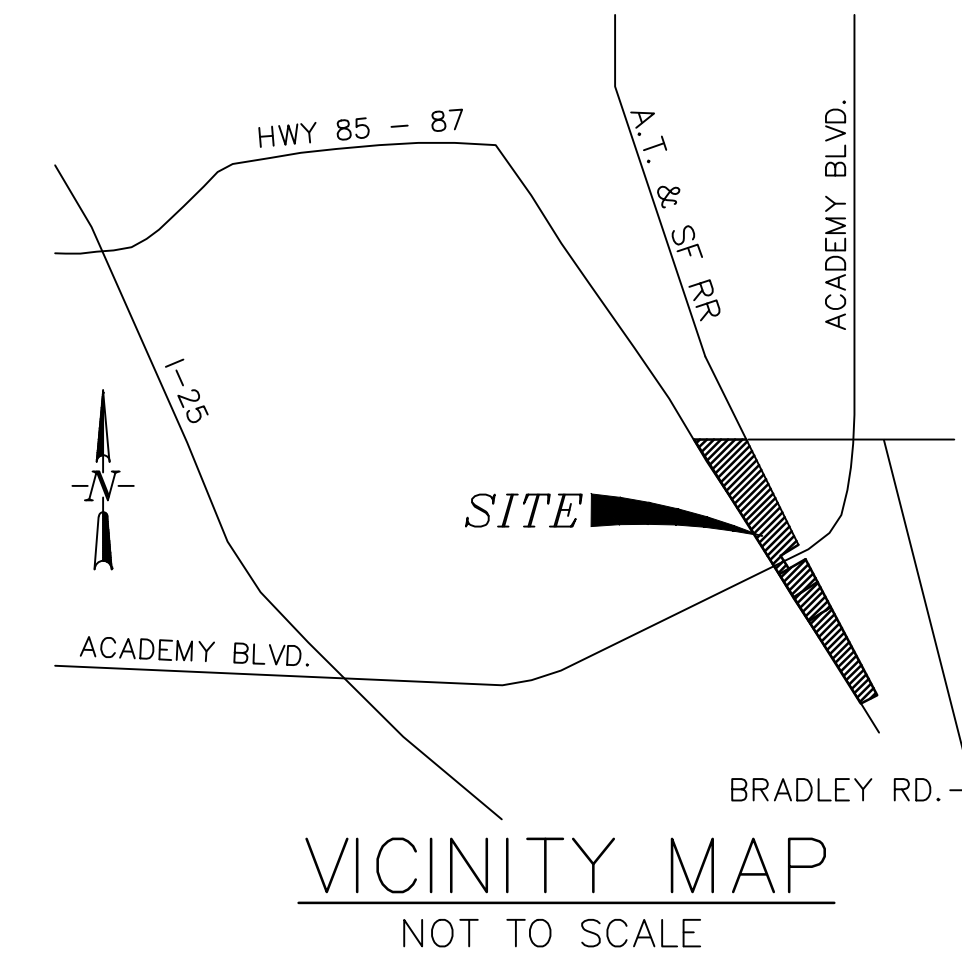 HWY 85 - 87
A.T. & SF RR
ACADEMY BLVD.
I-25
N
SITE
ACADEMY BLVD.
BRADLEY RD.
VICINITY MAP
NOT TO SCALE